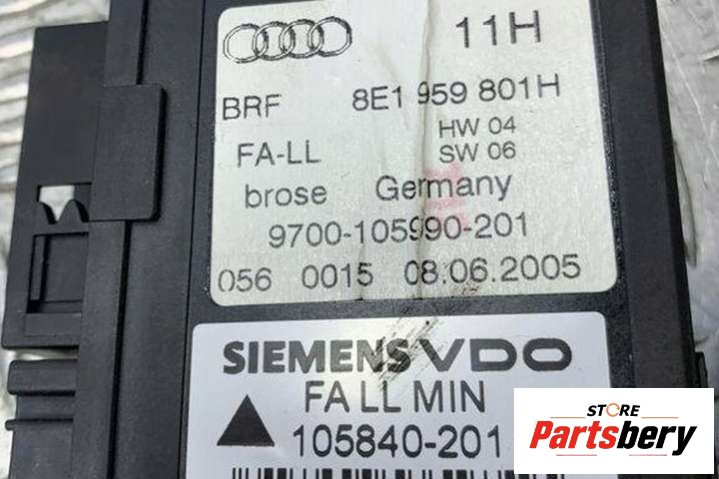 11H
BRF 8E1 959 801H
HW 04
FA-LL SW 06
brose Germany
9700-105990-201
056 0015 08.06.2005
SIEMENS VDO
FA LL MIN
105840-201
STORE
Partsbery